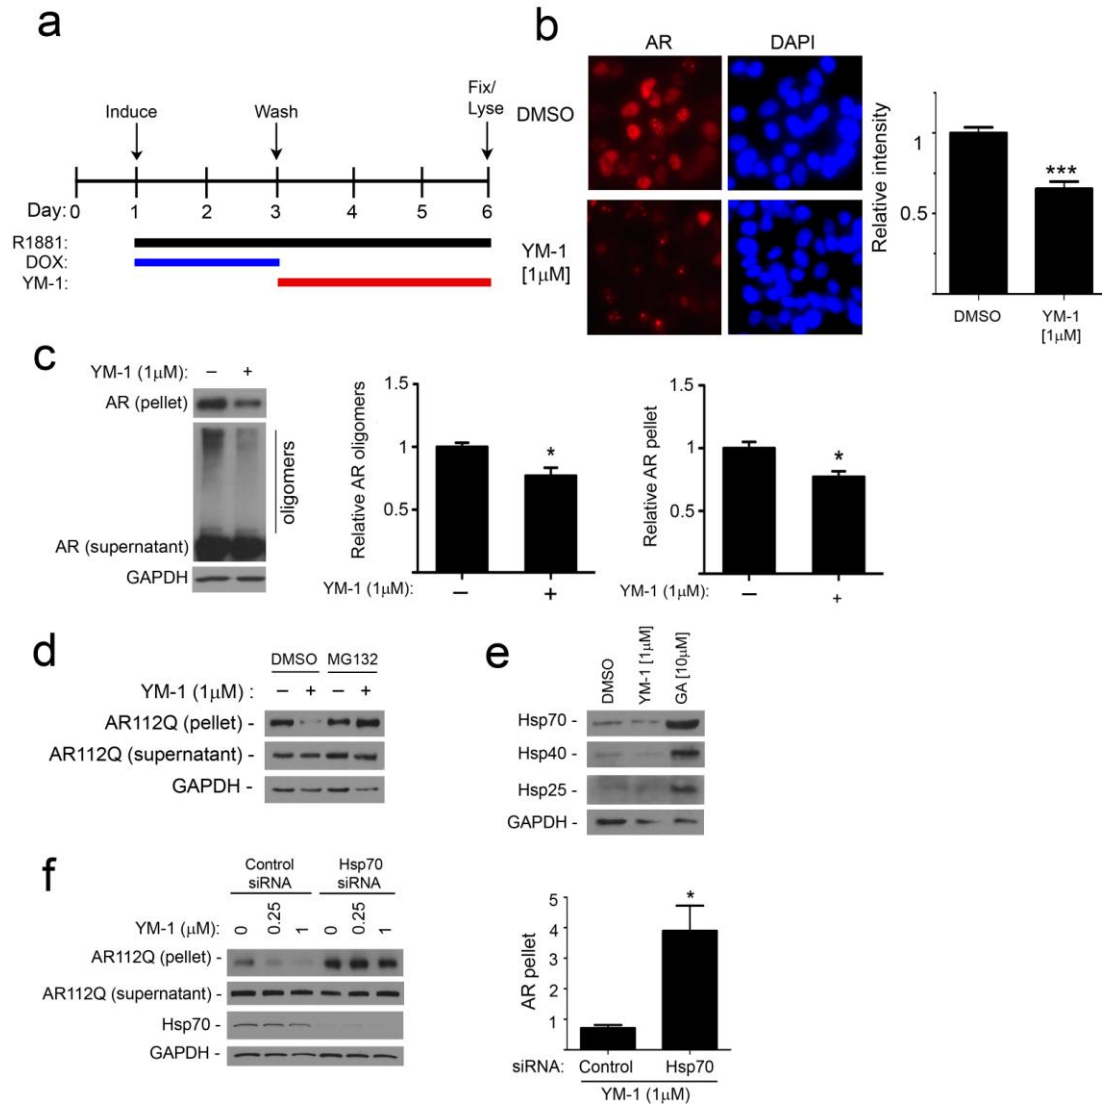 a
Induce
Wash
Fix/
Lyse
Day: 0 1 2 3 4 5 6
R1881:
DOX:
YM-1:
b
AR DAPI
DMSO
YM-1
[1μM]
Relative intensity
1
0.5
DMSO YM-1
[1μM]
***
c
YM-1 (1μM): – +
AR (pellet)
oligomers
AR (supernatant)
GAPDH
Relative AR oligomers
1.5
1
0.5
*
YM-1 (1μM): – +
Relative AR pellet
1.5
1
0.5
*
YM-1 (1μM): – +
d
DMSO MG132
YM-1 (1μM) : – + – +
AR112Q (pellet) -
AR112Q (supernatant) -
GAPDH -
e
DMSO
YM-1 [1μM]
GA [10μM]
Hsp70 -
Hsp40 -
Hsp25 -
GAPDH -
f
Control
siRNA
Hsp70
siRNA
YM-1 (μM): 0 0.25 1 0 0.25 1
AR112Q (pellet) -
AR112Q (supernatant) -
Hsp70 -
GAPDH -
AR pellet
5
4
3
2
1
*
siRNA: Control Hsp70
YM-1 (1μM)